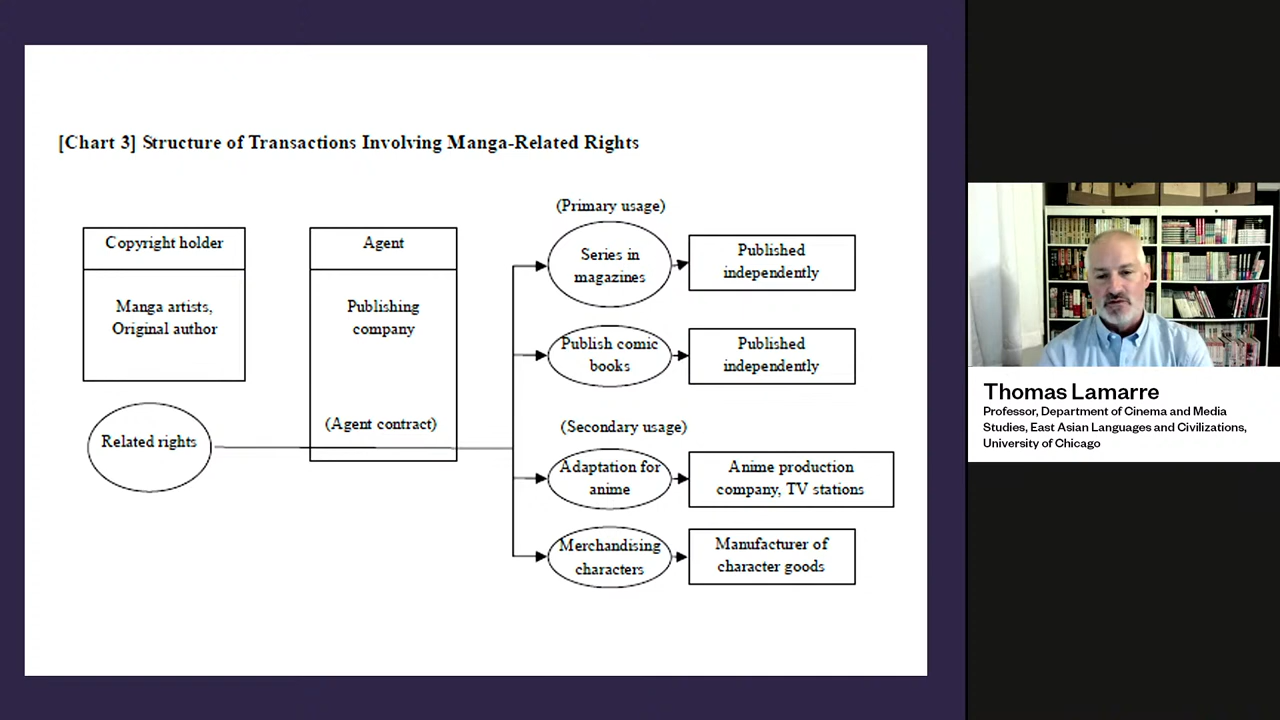 [Chart 3] Structure of Transactions Involving Manga-Related Rights
Copyright holder
Manga artists,
Original author
Related rights
Agent
Publishing
company
(Agent contract)
(Primary usage)
Series in
magazines
Published
independently
Publish comic
books
Published
independently
(Secondary usage)
Adaptation for
anime
Anime production
company, TV stations
Merchandising
characters
Manufacturer of
character goods
Thomas Lamarre
Professor, Department of Cinema and Media
Studies, East Asian Languages and Civilizations,
University of Chicago